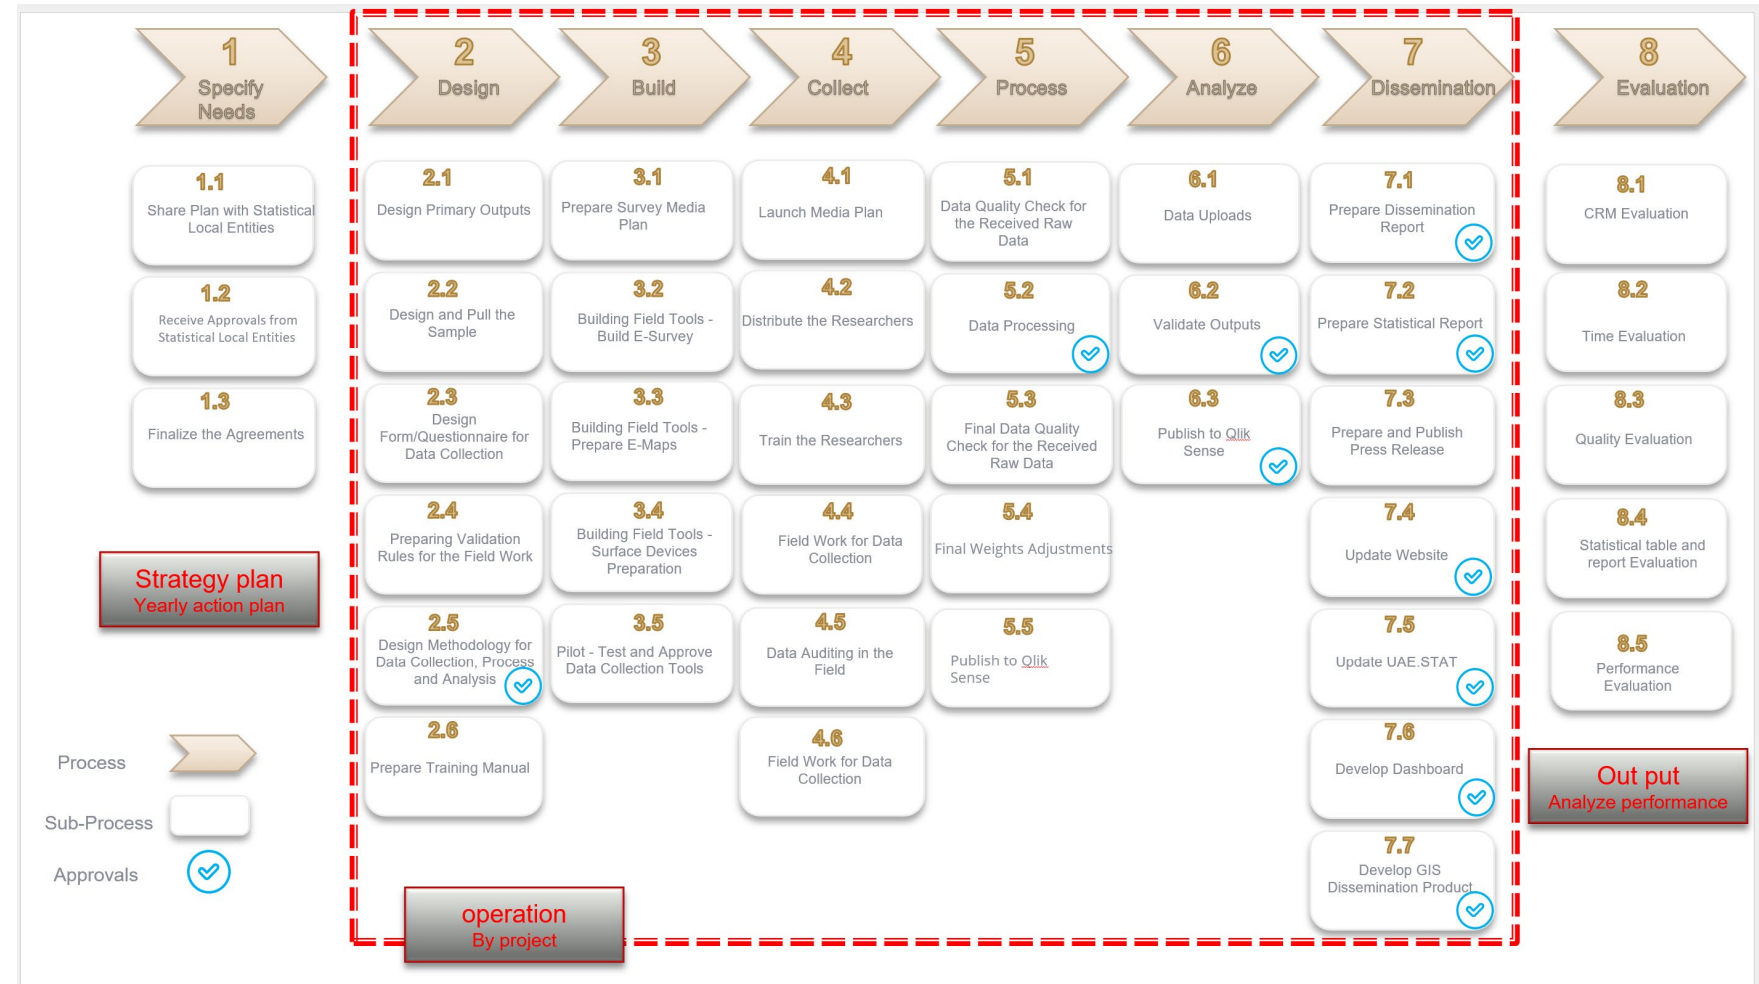 1
Specify
Needs
2
Design
3
Build
4
Collect
5
Process
6
Analyze
7
Dissemination
8
Evaluation
1.1
Share Plan with Statistical
Local Entities
1.2
Receive Approvals from
Statistical Local Entities
1.3
Finalize the Agreements
Strategy plan
Yearly action plan
2.1
Design Primary Outputs
2.2
Design and Pull the
Sample
2.3
Design
Form/Questionnaire for
Data Collection
2.4
Preparing Validation
Rules for the Field Work
2.5
Design Methodology for
Data Collection, Process
and Analysis
2.6
Prepare Training Manual
3.1
Prepare Survey Media
Plan
3.2
Building Field Tools -
Build E-Survey
3.3
Building Field Tools -
Prepare E-Maps
3.4
Building Field Tools -
Surface Devices
Preparation
3.5
Pilot - Test and Approve
Data Collection Tools
4.1
Launch Media Plan
4.2
Distribute the Researchers
4.3
Train the Researchers
4.4
Field Work for Data
Collection
4.5
Data Auditing in the
Field
4.6
Field Work for Data
Collection
5.1
Data Quality Check for
the Received Raw
Data
5.2
Data Processing
5.3
Final Data Quality
Check for the Received
Raw Data
5.4
Final Weights Adjustments
5.5
Publish to Qlik
Sense
6.1
Data Uploads
6.2
Validate Outputs
6.3
Publish to Qlik
Sense
7.1
Prepare Dissemination
Report
7.2
Prepare Statistical Report
7.3
Prepare and Publish
Press Release
7.4
Update Website
7.5
Update UAE.STAT
7.6
Develop Dashboard
7.7
Develop GIS
Dissemination Product
8.1
CRM Evaluation
8.2
Time Evaluation
8.3
Quality Evaluation
8.4
Statistical table and
report Evaluation
8.5
Performance
Evaluation
Out put
Analyze performance
Process
Sub-Process
Approvals
operation
By project